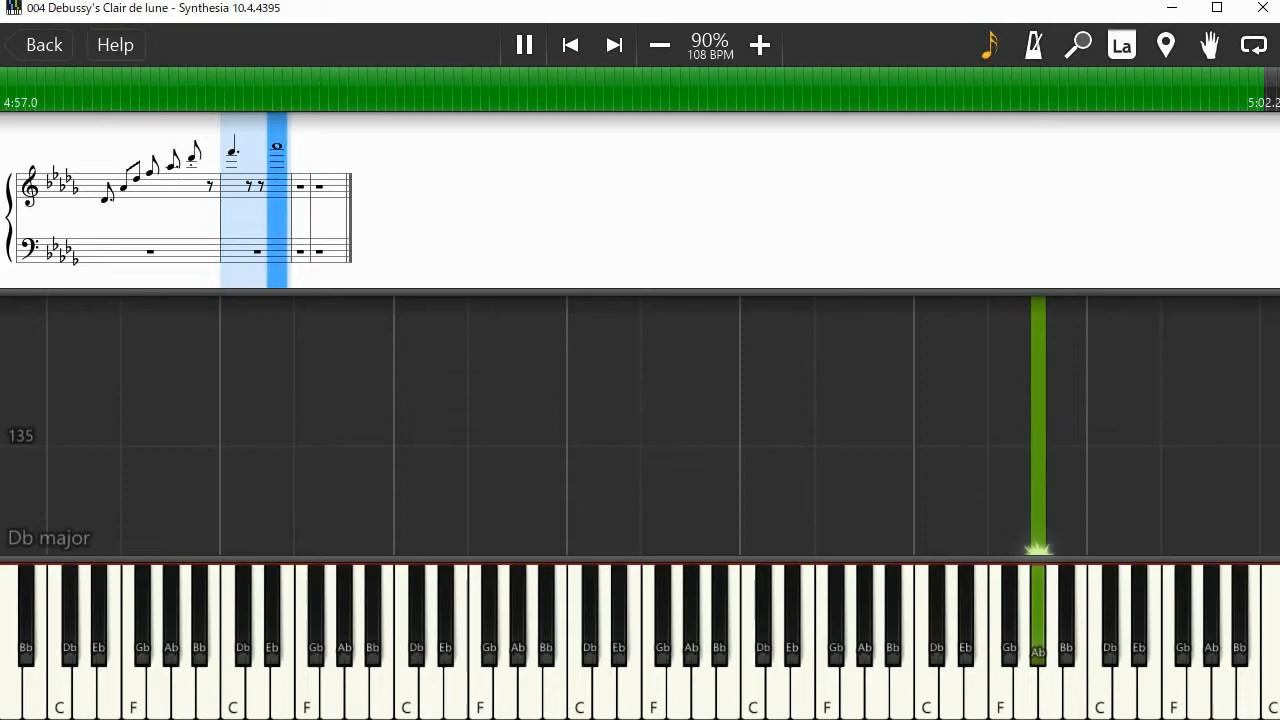 004 Debussy's Clair de lune - Synthesia 10.4.4395
Back Help 90% La
108 BPM
4:57.0 5:02.2
135
Db major
Bb Db Eb Gb Ab Bb Db Eb Gb Ab Bb Db Eb Gb Ab Bb Db Eb Gb Ab Bb Db Eb Gb Ab Bb Db Eb Gb Ab Bb Db Eb Gb Ab Bb
C F C F C F C F C F C F C F C